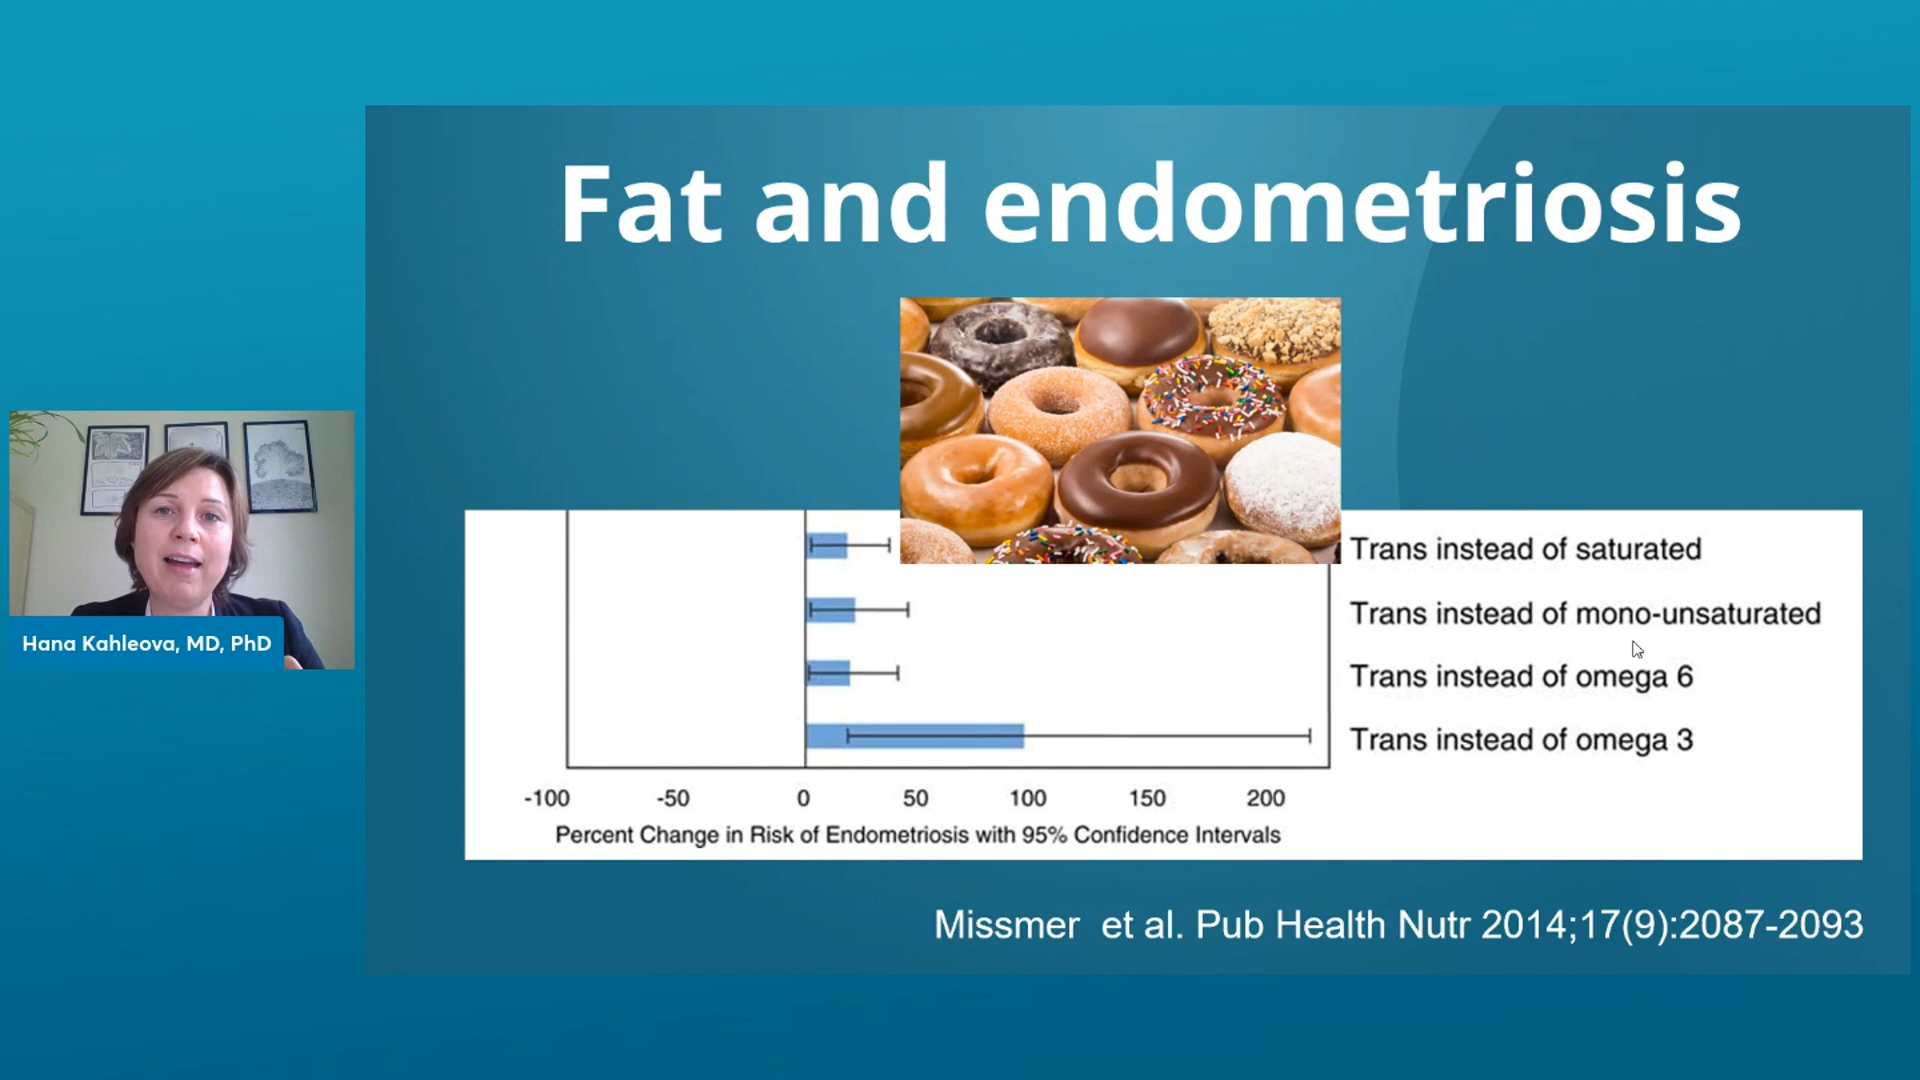 Fat and endometriosis
Trans instead of saturated
Trans instead of mono-unsaturated
Trans instead of omega 6
Trans instead of omega 3
-100 -50 0 50 100 150 200
Percent Change in Risk of Endometriosis with 95% Confidence Intervals
Missmer et al. Pub Health Nutr 2014;17(9):2087-2093
Hana Kahleova, MD, PhD